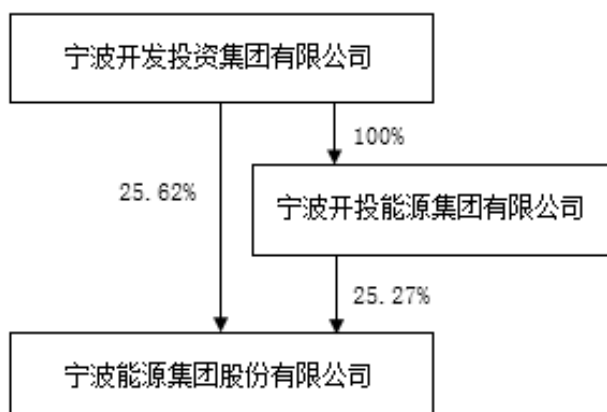 宁波开发投资集团有限公司
100%
25.62%
宁波开投能源集团有限公司
25.27%
宁波能源集团股份有限公司